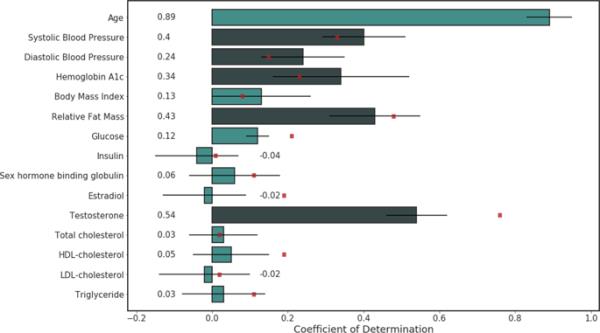 Age 0.89
Systolic Blood Pressure 0.4
Diastolic Blood Pressure 0.24
Hemoglobin A1c 0.34
Body Mass Index 0.13
Relative Fat Mass 0.43
Glucose 0.12
Insulin -0.04
Sex hormone binding globulin 0.06
Estradiol -0.02
Testosterone 0.54
Total cholesterol 0.03
HDL-cholesterol 0.05
LDL-cholesterol -0.02
Triglyceride 0.03
−0.2 0.0 0.2 0.4 0.6 0.8 1.0
Coefficient of Determination